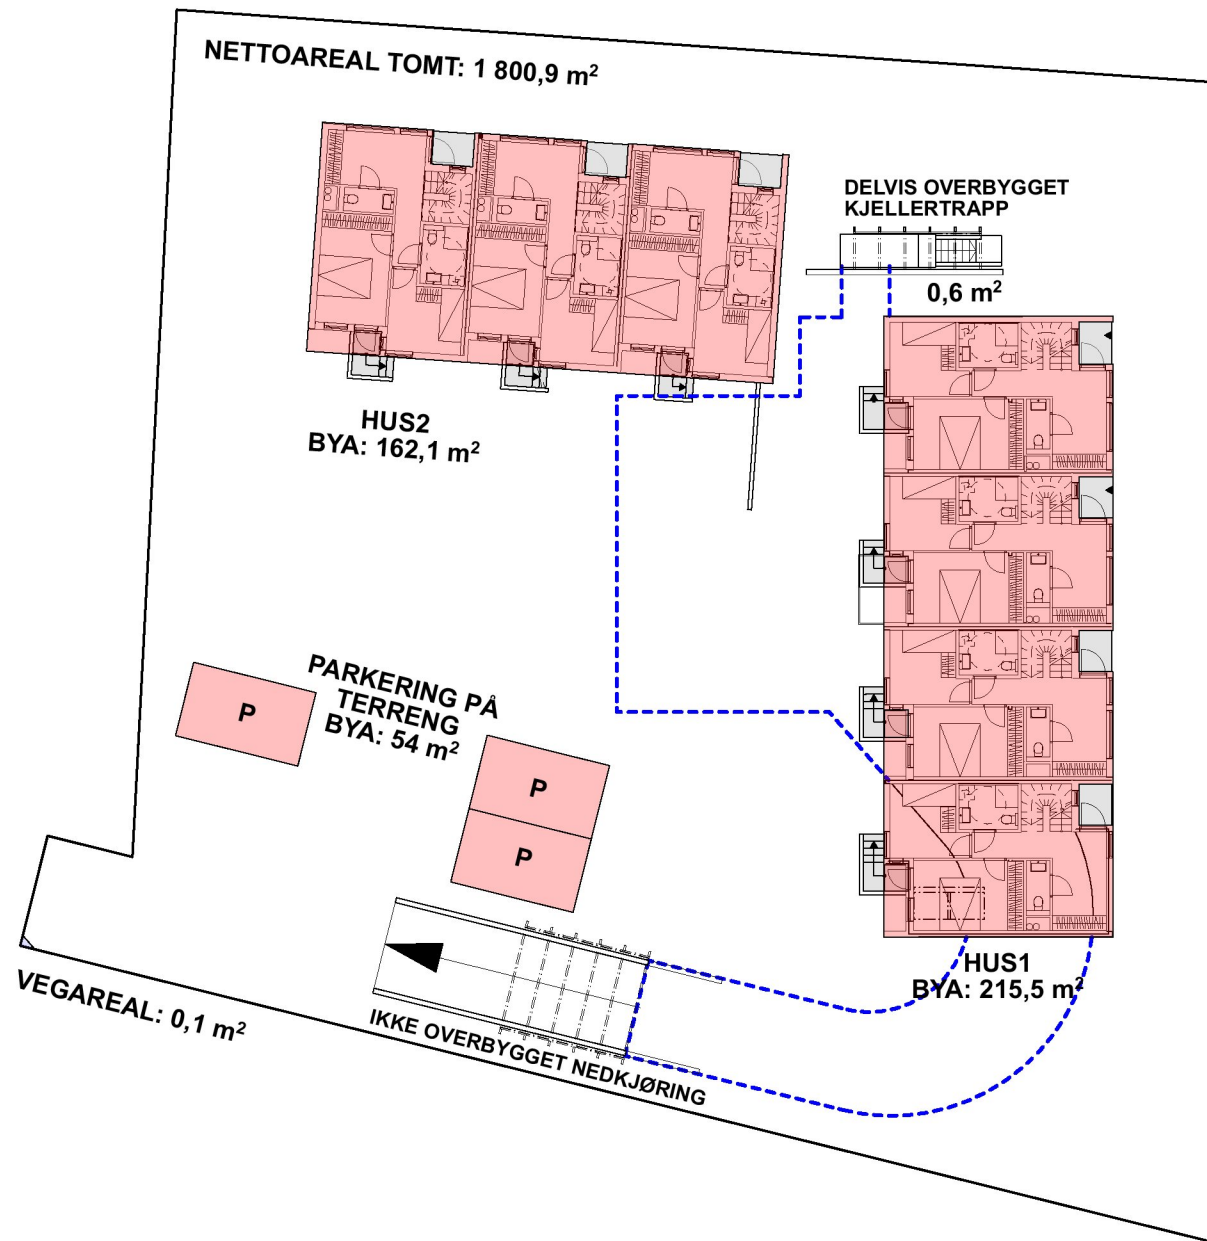 NETTOAREAL TOMT: 1 800,9 m²
DELVIS OVERBYGGET
KJELLERTRAPP
0,6 m²
HUS2
BYA: 162,1 m²
PARKERING PÅ
TERRENG
BYA: 54 m²
P
P
P
HUS1
BYA: 215,5 m²
VEGAREAL: 0,1 m²
IKKE OVERBYGGET NEDKJØRING